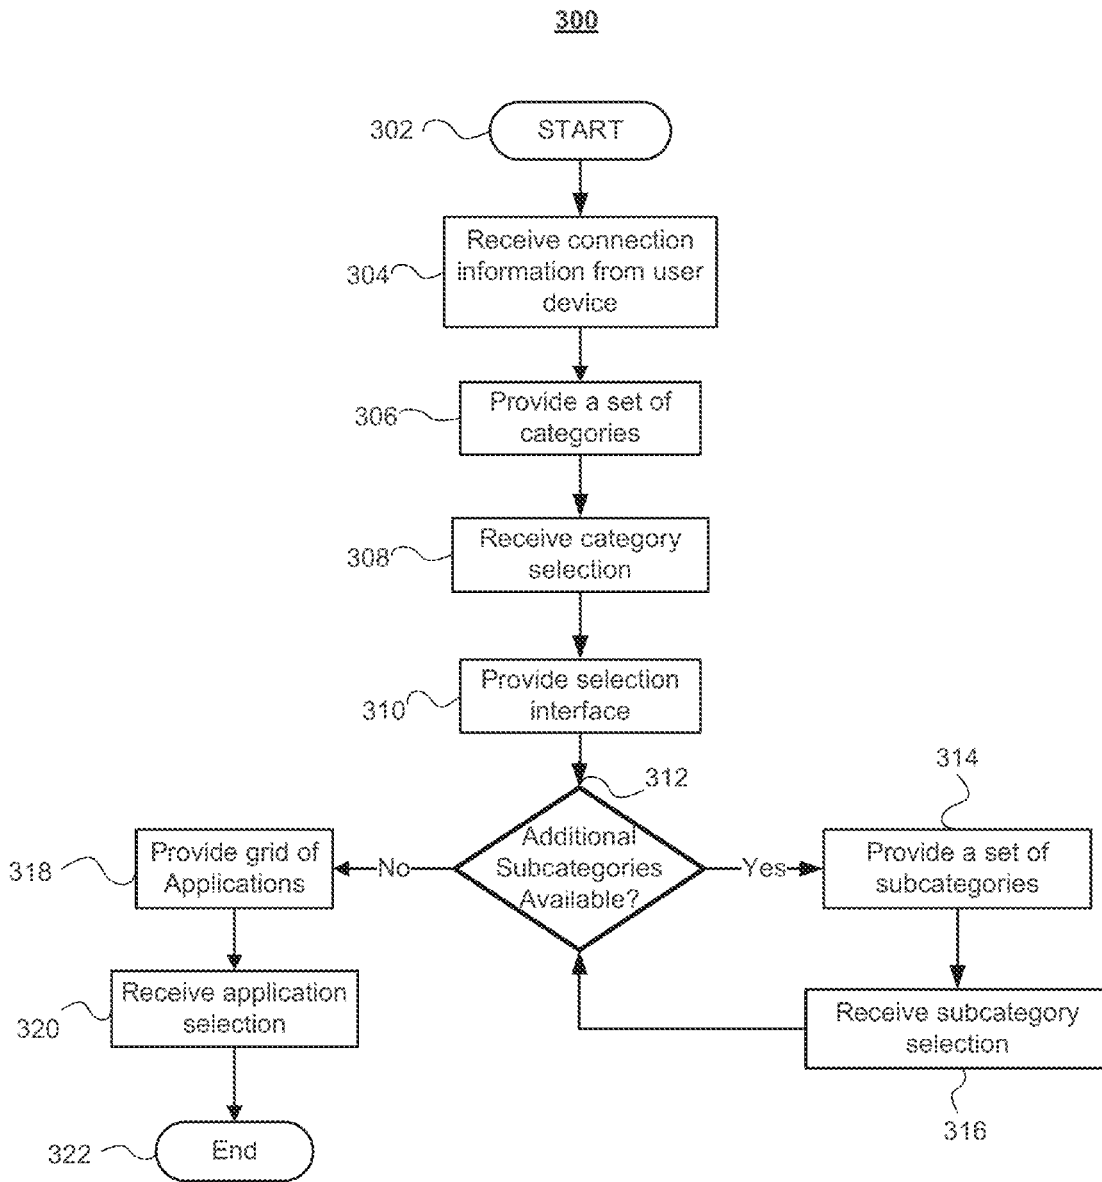 300
302
START
304
Receive connection
information from user
device
306
Provide a set of
categories
308
Receive category
selection
310
Provide selection
interface
312
Additional
Subcategories
Available?
No
Yes
314
Provide a set of
subcategories
316
Receive subcategory
selection
318
Provide grid of
Applications
320
Receive application
selection
322
End